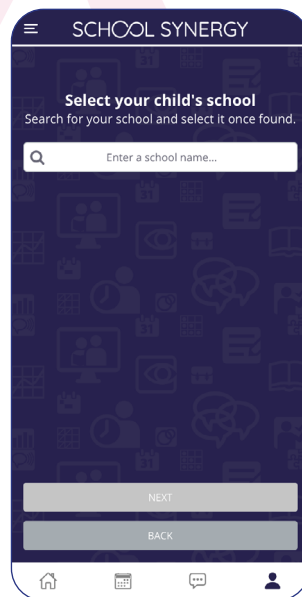 SCHOOL SYNERGY
Select your child's school
Search for your school and select it once found.
Enter a school name...
NEXT
BACK